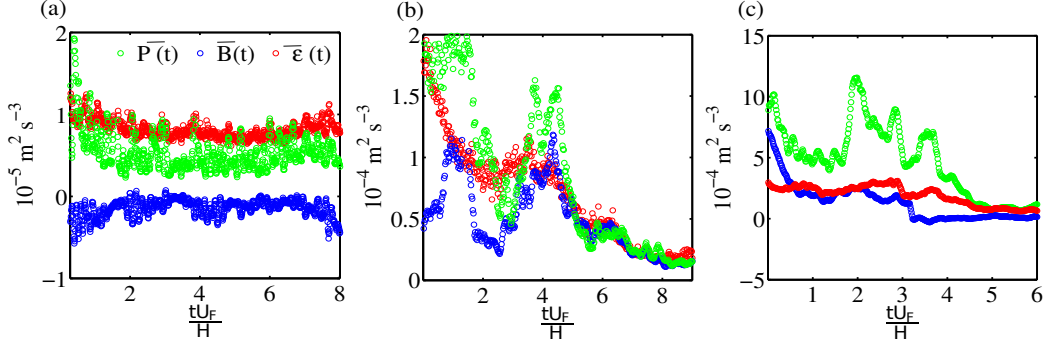 (a)
2
1
0
−1
10⁻⁵ m² s⁻³
P̅(t) B̅(t) ε̅ (t)
2 4 6 8
tU_F
H
(b)
2
1.5
1
0.5
0
10⁻⁴ m² s⁻³
2 4 6 8
tU_F
H
(c)
15
10
5
0
−5
10⁻⁴ m² s⁻³
1 2 3 4 5 6
tU_F
H